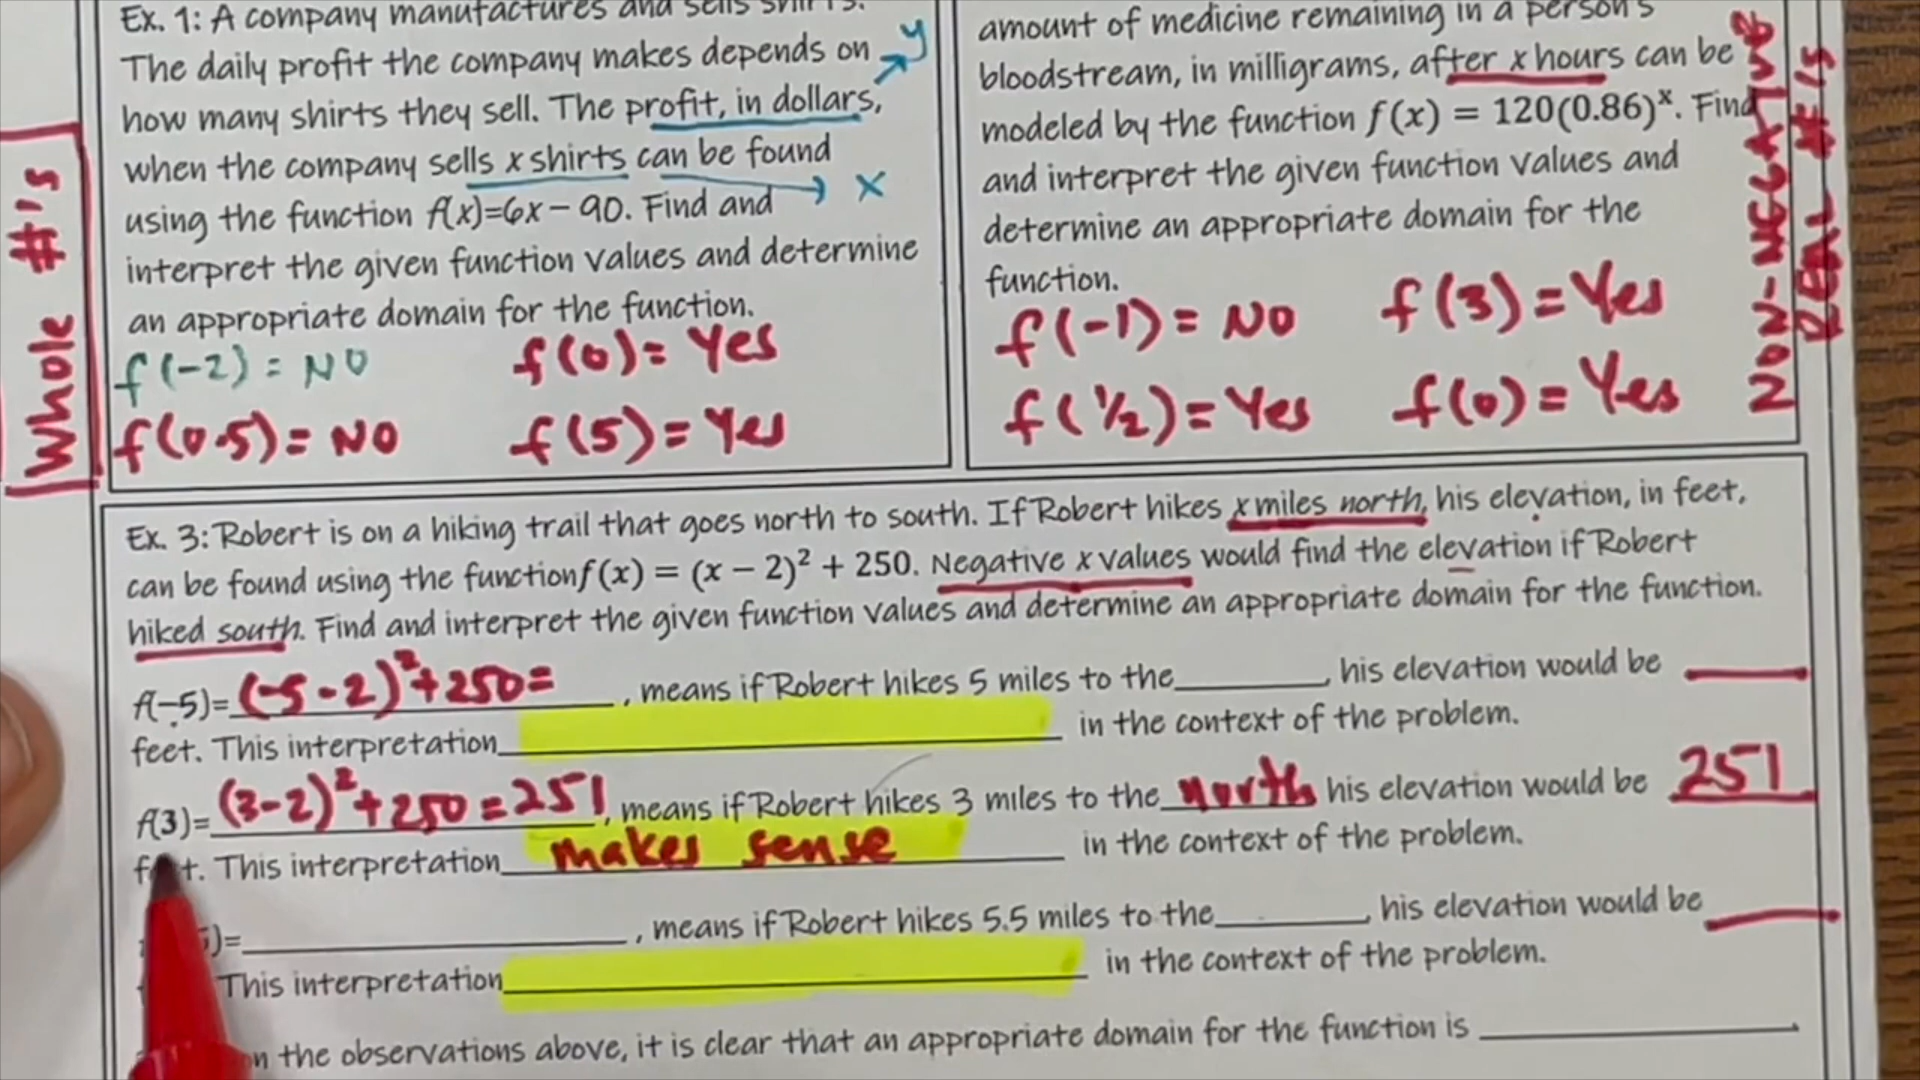 Ex. 1: A company manufactures and sells shirts.
The daily profit the company makes depends on
y
how many shirts they sell. The profit, in dollars,
when the company sells x shirts can be found
using the function f(x)=6x – 90. Find and
x
interpret the given function values and determine
an appropriate domain for the function.
f(-2) = NO
f(0) = Yes
f(0.5) = NO
f(5) = Yes
Whole #'s
amount of medicine remaining in a person's
bloodstream, in milligrams, after x hours can be
modeled by the function f(x) = 120(0.86)ˣ. Find
and interpret the given function values and
determine an appropriate domain for the
function.
f(-1) = NO
f(3) = Yes
f(1/2) = Yes
f(0) = Yes
NON-NEGATIVE
REAL #'s
Ex. 3: Robert is on a hiking trail that goes north to south. If Robert hikes x miles north, his elevation, in feet,
can be found using the function f(x) = (x – 2)² + 250. Negative x values would find the elevation if Robert
hiked south. Find and interpret the given function values and determine an appropriate domain for the function.
f(–5)= (-5-2)²+250= , means if Robert hikes 5 miles to the , his elevation would be
feet. This interpretation in the context of the problem.
f(3)= (3-2)²+250=251, means if Robert hikes 3 miles to the north his elevation would be 251
feet. This interpretation makes sense in the context of the problem.
)= , means if Robert hikes 5.5 miles to the , his elevation would be
This interpretation in the context of the problem.
n the observations above, it is clear that an appropriate domain for the function is